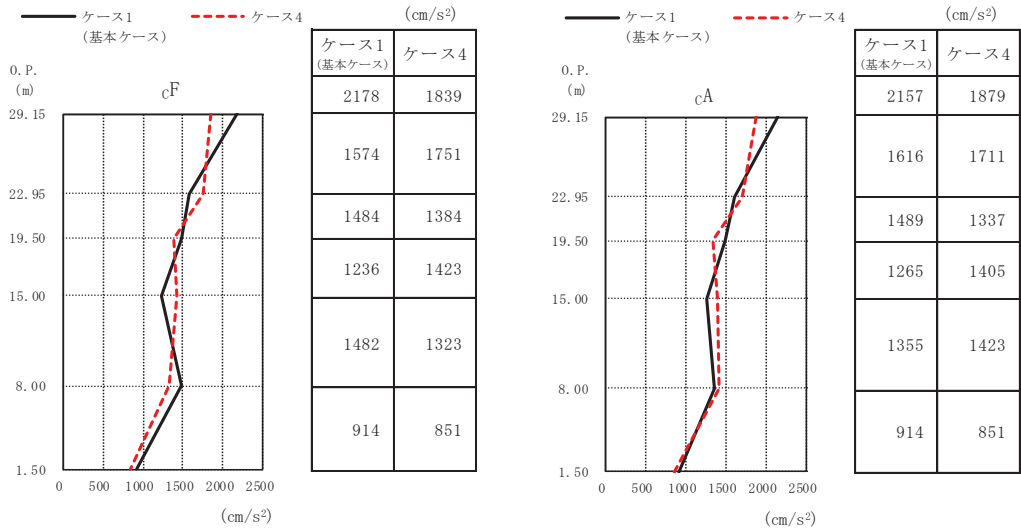 ケース1
(基本ケース)
ケース4
(cm/s²)
ケース1
(基本ケース)
ケース4
O.P.
(m)
cF
29.15
22.95
19.50
15.00
8.00
1.50
0 500 1000 1500 2000 2500
(cm/s²)
2178 1839
1574 1751
1484 1384
1236 1423
1482 1323
914 851
ケース1
(基本ケース)
ケース4
(cm/s²)
ケース1
(基本ケース)
ケース4
O.P.
(m)
cA
29.15
22.95
19.50
15.00
8.00
1.50
0 500 1000 1500 2000 2500
(cm/s²)
2157 1879
1616 1711
1489 1337
1265 1405
1355 1423
914 851